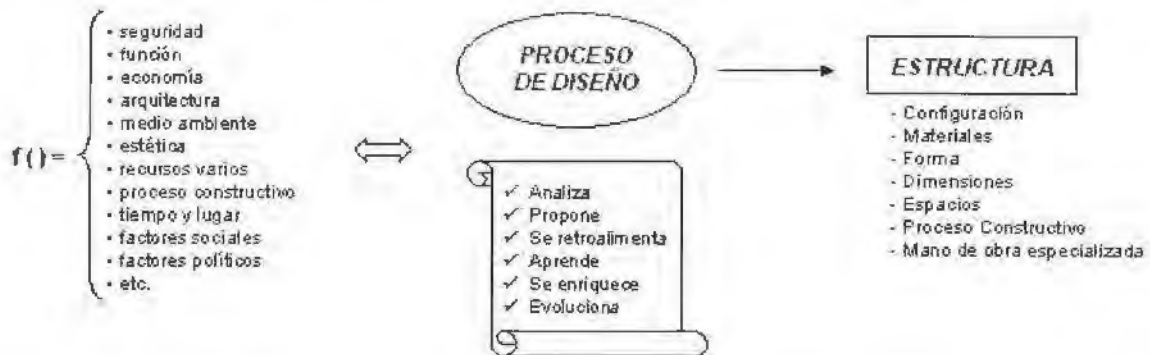 f ( ) =
• seguridad
• función
• economía
• arquitectura
• medio ambiente
• estética
• recursos varios
• proceso constructivo
• tiempo y lugar
• factores sociales
• factores políticos
• etc.
PROCESO
DE DISEÑO
✓ Analiza
✓ Propone
✓ Se retroalimenta
✓ Aprende
✓ Se enriquece
✓ Evoluciona
ESTRUCTURA
- Configuración
- Materiales
- Forma
- Dimensiones
- Espacios
- Proceso Constructivo
- Mano de obra especializada